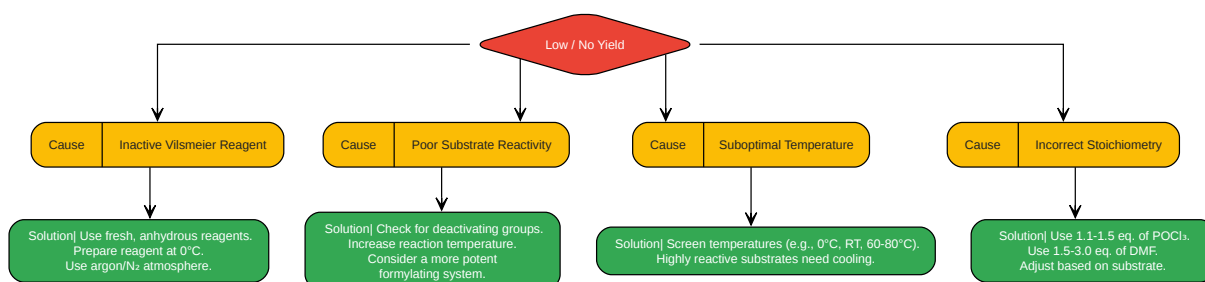 Low / No Yield
Cause
Inactive Vilsmeier Reagent
Cause
Poor Substrate Reactivity
Cause
Suboptimal Temperature
Cause
Incorrect Stoichiometry
Solution| Use fresh, anhydrous reagents.
Prepare reagent at 0°C.
Use argon/N₂ atmosphere.
Solution| Check for deactivating groups.
Increase reaction temperature.
Consider a more potent
formylating system.
Solution| Screen temperatures (e.g., 0°C, RT, 60-80°C).
Highly reactive substrates need cooling.
Solution| Use 1.1-1.5 eq. of POCl₃.
Use 1.5-3.0 eq. of DMF.
Adjust based on substrate.